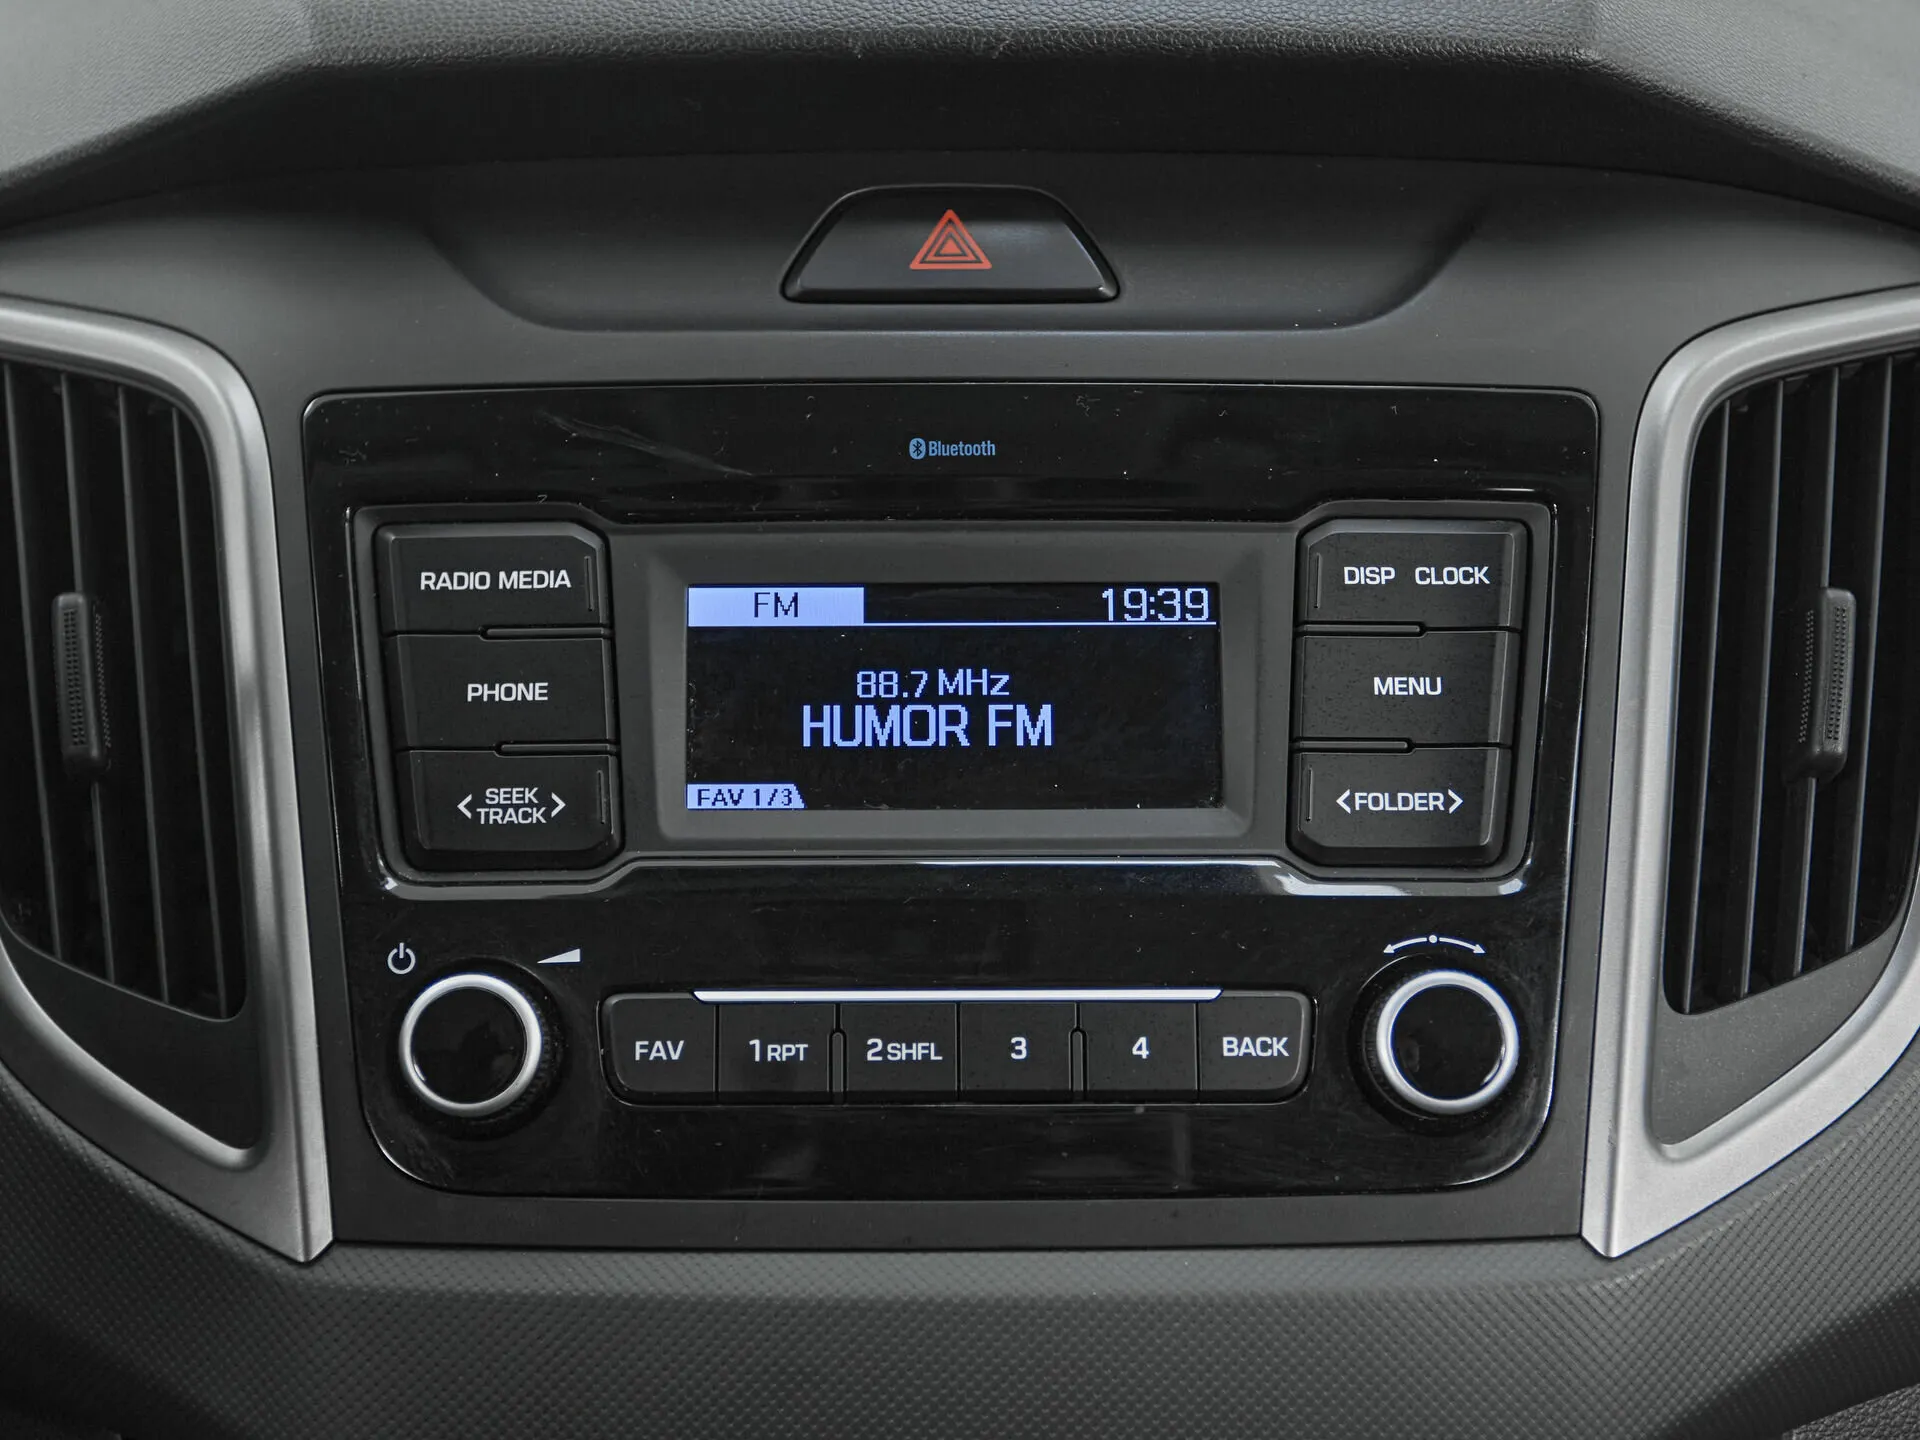 Bluetooth
RADIO MEDIA
PHONE
<SEEK
TRACK>
FM
19:39
88.7 MHz
HUMOR FM
FAV 1/3
DISP CLOCK
MENU
<FOLDER>
FAV
1 RPT
2 SHFL
3
4
BACK